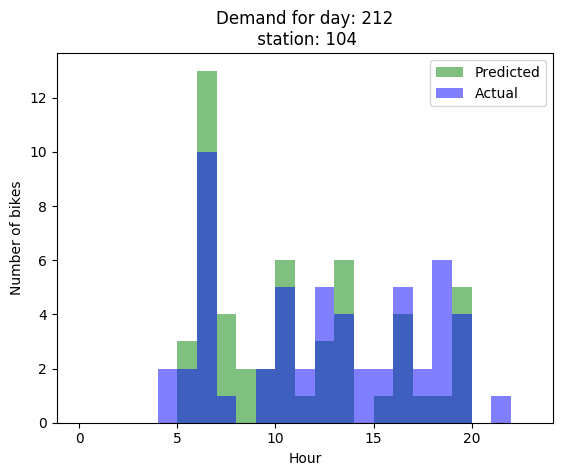 Demand for day: 212
station: 104
Predicted
Actual
Number of bikes
12
10
8
6
4
2
0
0
5
10
15
20
Hour